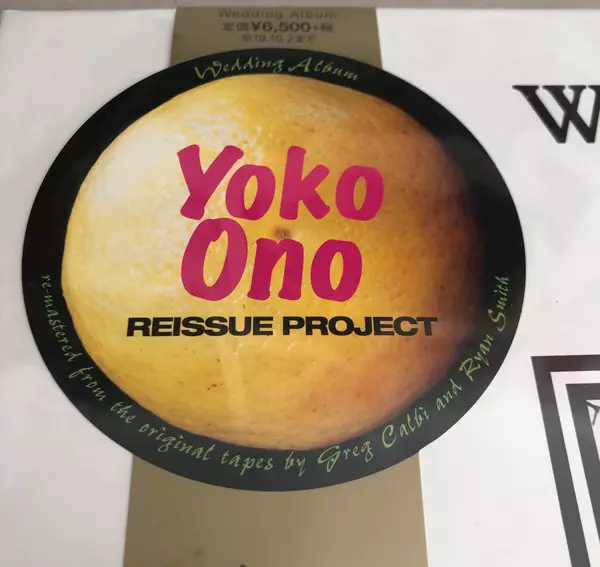 Wedding Album
定価¥6,500+税
Wedding Album
Yoko
Ono
REISSUE PROJECT
re-mastered from the original tapes by Greg Calbi and Ryan Smith
W